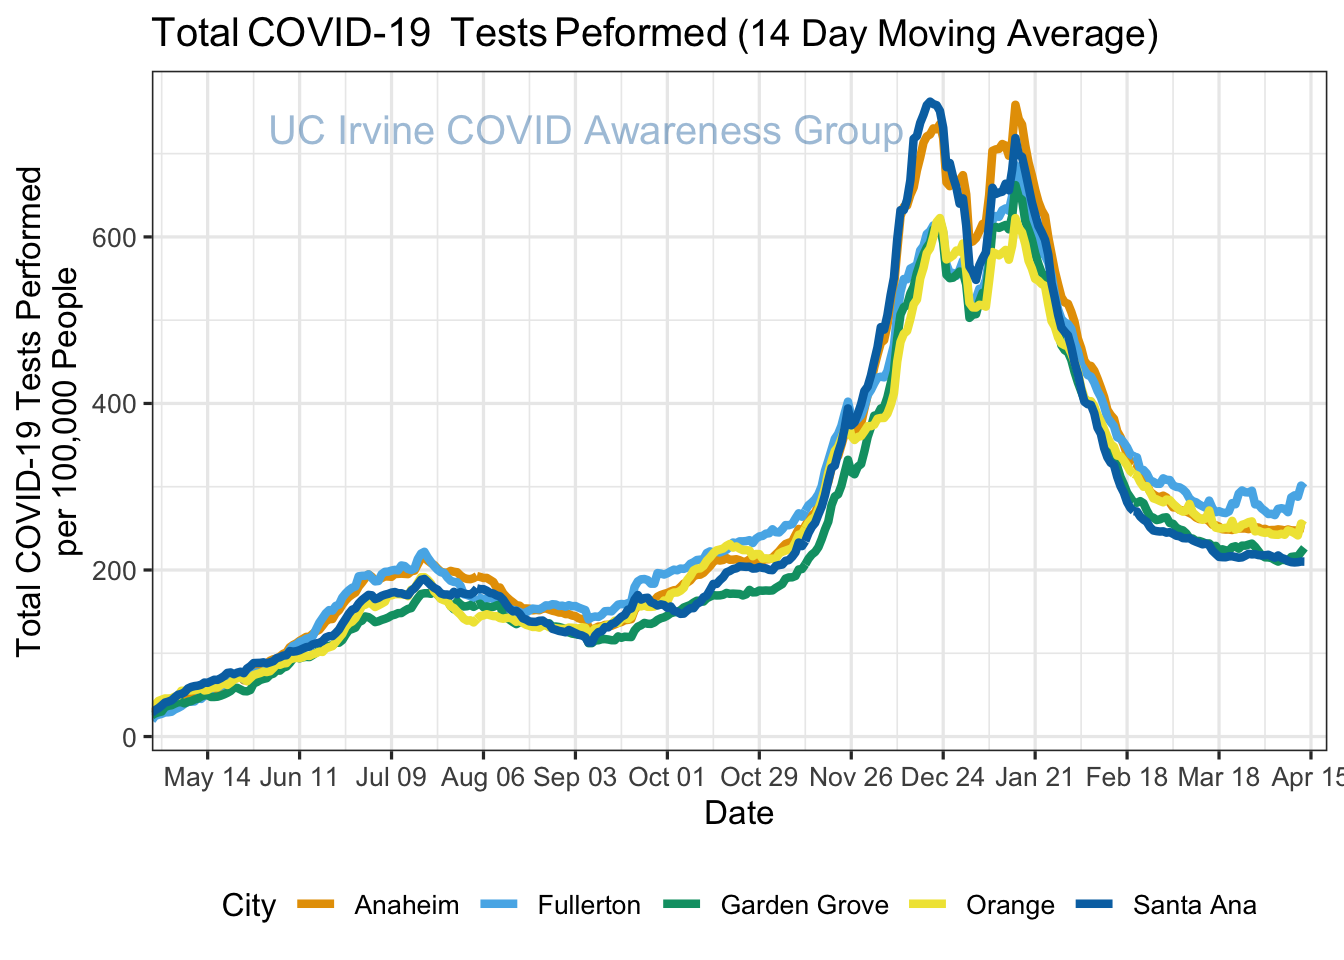 Total COVID-19  Tests Peformed (14 Day Moving Average)
UC Irvine COVID Awareness Group
Total COVID-19 Tests Performed
per 100,000 People
600
400
200
0
May 14 Jun 11 Jul 09 Aug 06 Sep 03 Oct 01 Oct 29 Nov 26 Dec 24 Jan 21 Feb 18 Mar 18 Apr 15
Date
City Anaheim Fullerton Garden Grove Orange Santa Ana